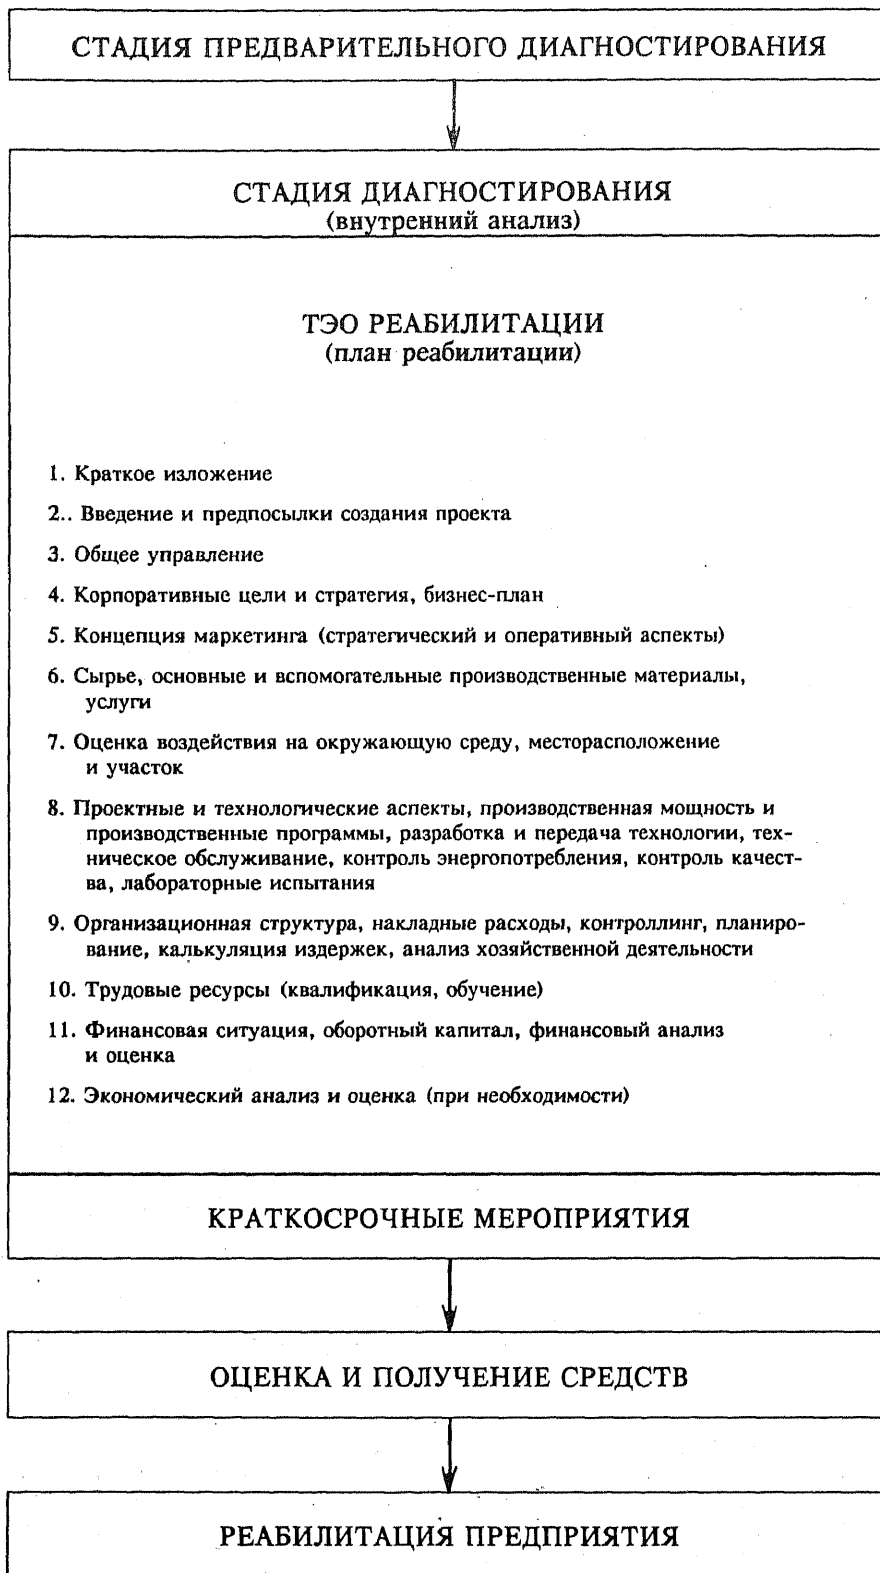 СТАДИЯ ПРЕДВАРИТЕЛЬНОГО ДИАГНОСТИРОВАНИЯ
СТАДИЯ ДИАГНОСТИРОВАНИЯ
(внутренний анализ)
ТЭО РЕАБИЛИТАЦИИ
(план реабилитации)
1. Краткое изложение
2.. Введение и предпосылки создания проекта
3. Общее управление
4. Корпоративные цели и стратегия, бизнес-план
5. Концепция маркетинга (стратегический и оперативный аспекты)
6. Сырье, основные и вспомогательные производственные материалы,
услуги
7. Оценка воздействия на окружающую среду, месторасположение
и участок
8. Проектные и технологические аспекты, производственная мощность и
производственные программы, разработка и передача технологии, тех-
ническое обслуживание, контроль энергопотребления, контроль качест-
ва, лабораторные испытания
9. Организационная структура, накладные расходы, контроллинг, планиро-
вание, калькуляция издержек, анализ хозяйственной деятельности
10. Трудовые ресурсы (квалификация, обучение)
11. Финансовая ситуация, оборотный капитал, финансовый анализ
и оценка
12. Экономический анализ и оценка (при необходимости)
КРАТКОСРОЧНЫЕ МЕРОПРИЯТИЯ
ОЦЕНКА И ПОЛУЧЕНИЕ СРЕДСТВ
РЕАБИЛИТАЦИЯ ПРЕДПРИЯТИЯ